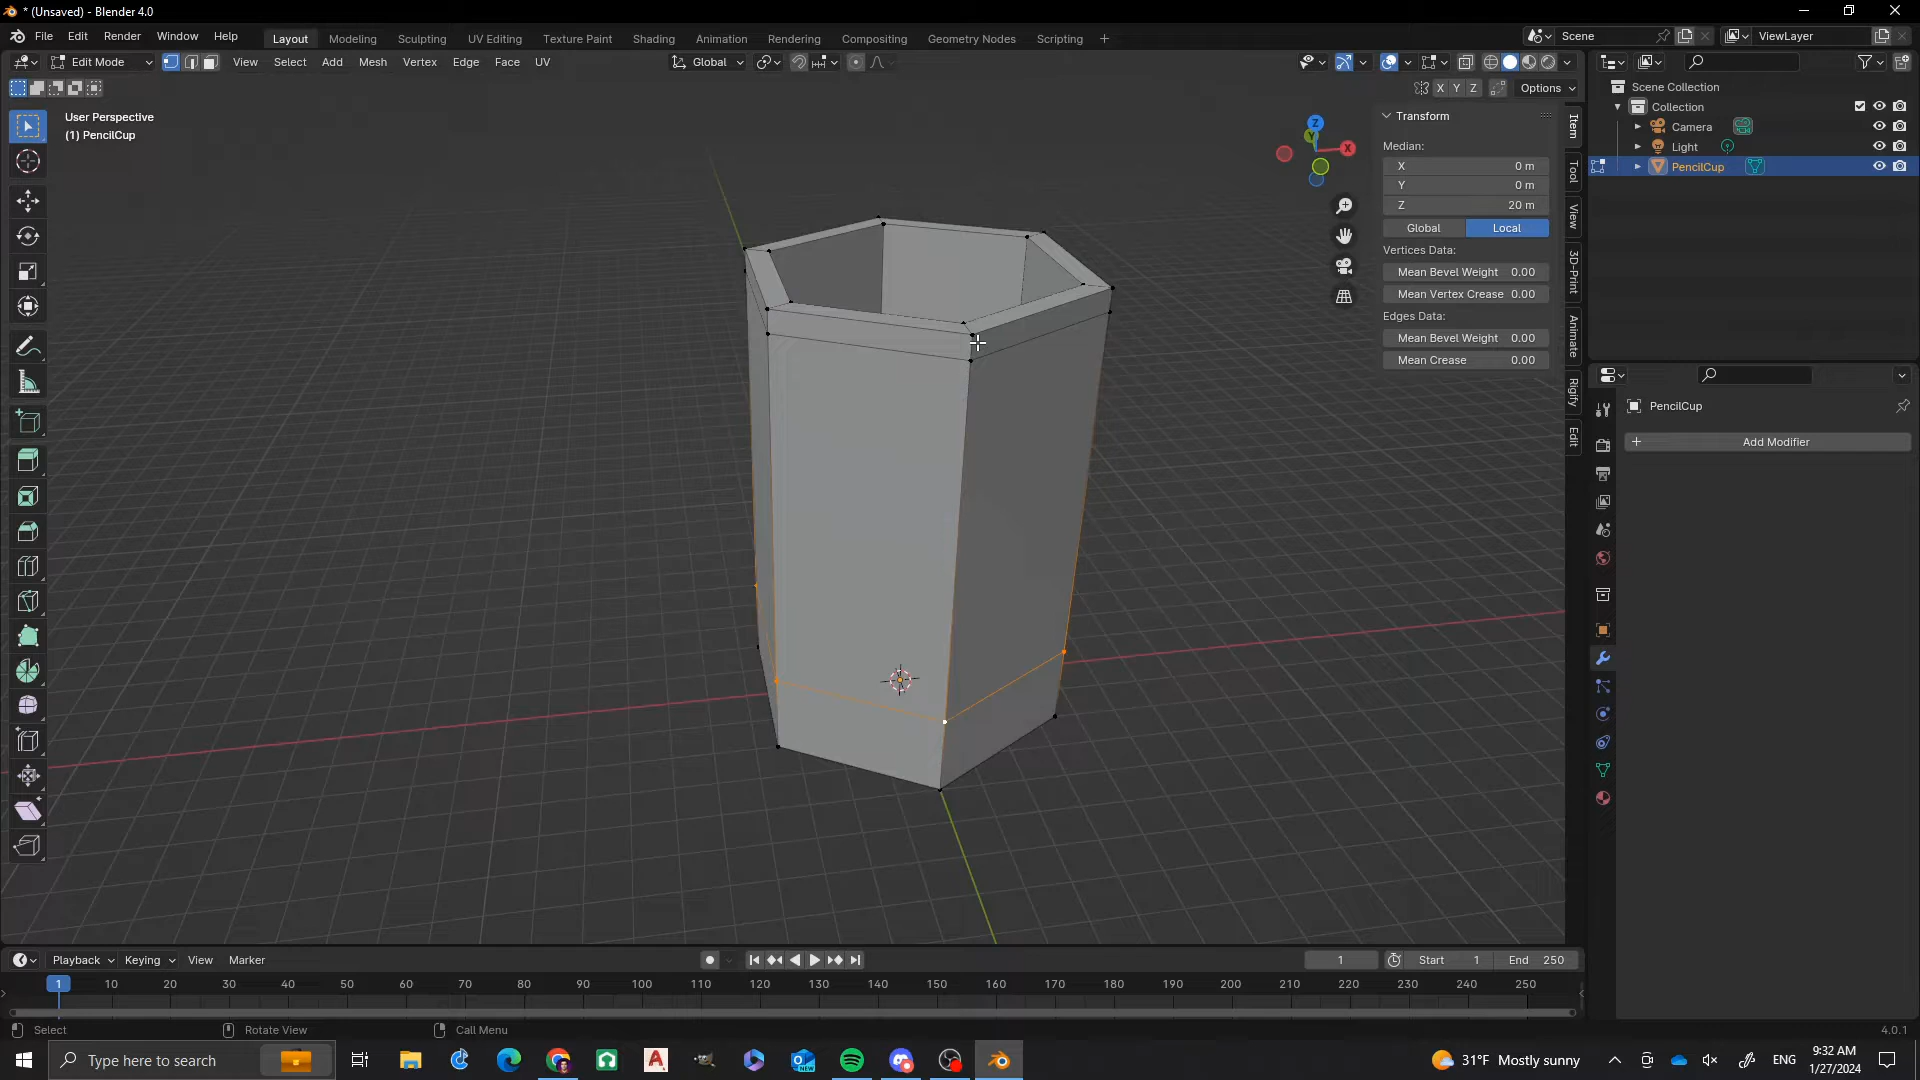 * (Unsaved) - Blender 4.0
File Edit Render Window Help Layout Modeling Sculpting UV Editing Texture Paint Shading Animation Rendering Compositing Geometry Nodes Scripting + Scene ViewLayer
Edit Mode View Select Add Mesh Vertex Edge Face UV Global
X Y Z Options
User Perspective
(1) PencilCup
Z
Y
X
Transform
Median:
X 0 m
Y 0 m
Z 20 m
Global Local
Vertices Data:
Mean Bevel Weight 0.00
Mean Vertex Crease 0.00
Edges Data:
Mean Bevel Weight 0.00
Mean Crease 0.00
Item
Tool
View
3D-Print
Animate
Rigify
Edit
Scene Collection
Collection
Camera
Light
PencilCup
PencilCup
Add Modifier
Playback Keying View Marker 1 Start 1 End 250
1 10 20 30 40 50 60 70 80 90 100 110 120 130 140 150 160 170 180 190 200 210 220 230 240 250
Select Rotate View Call Menu 4.0.1
Type here to search 31°F Mostly sunny ENG 9:32 AM
1/27/2024